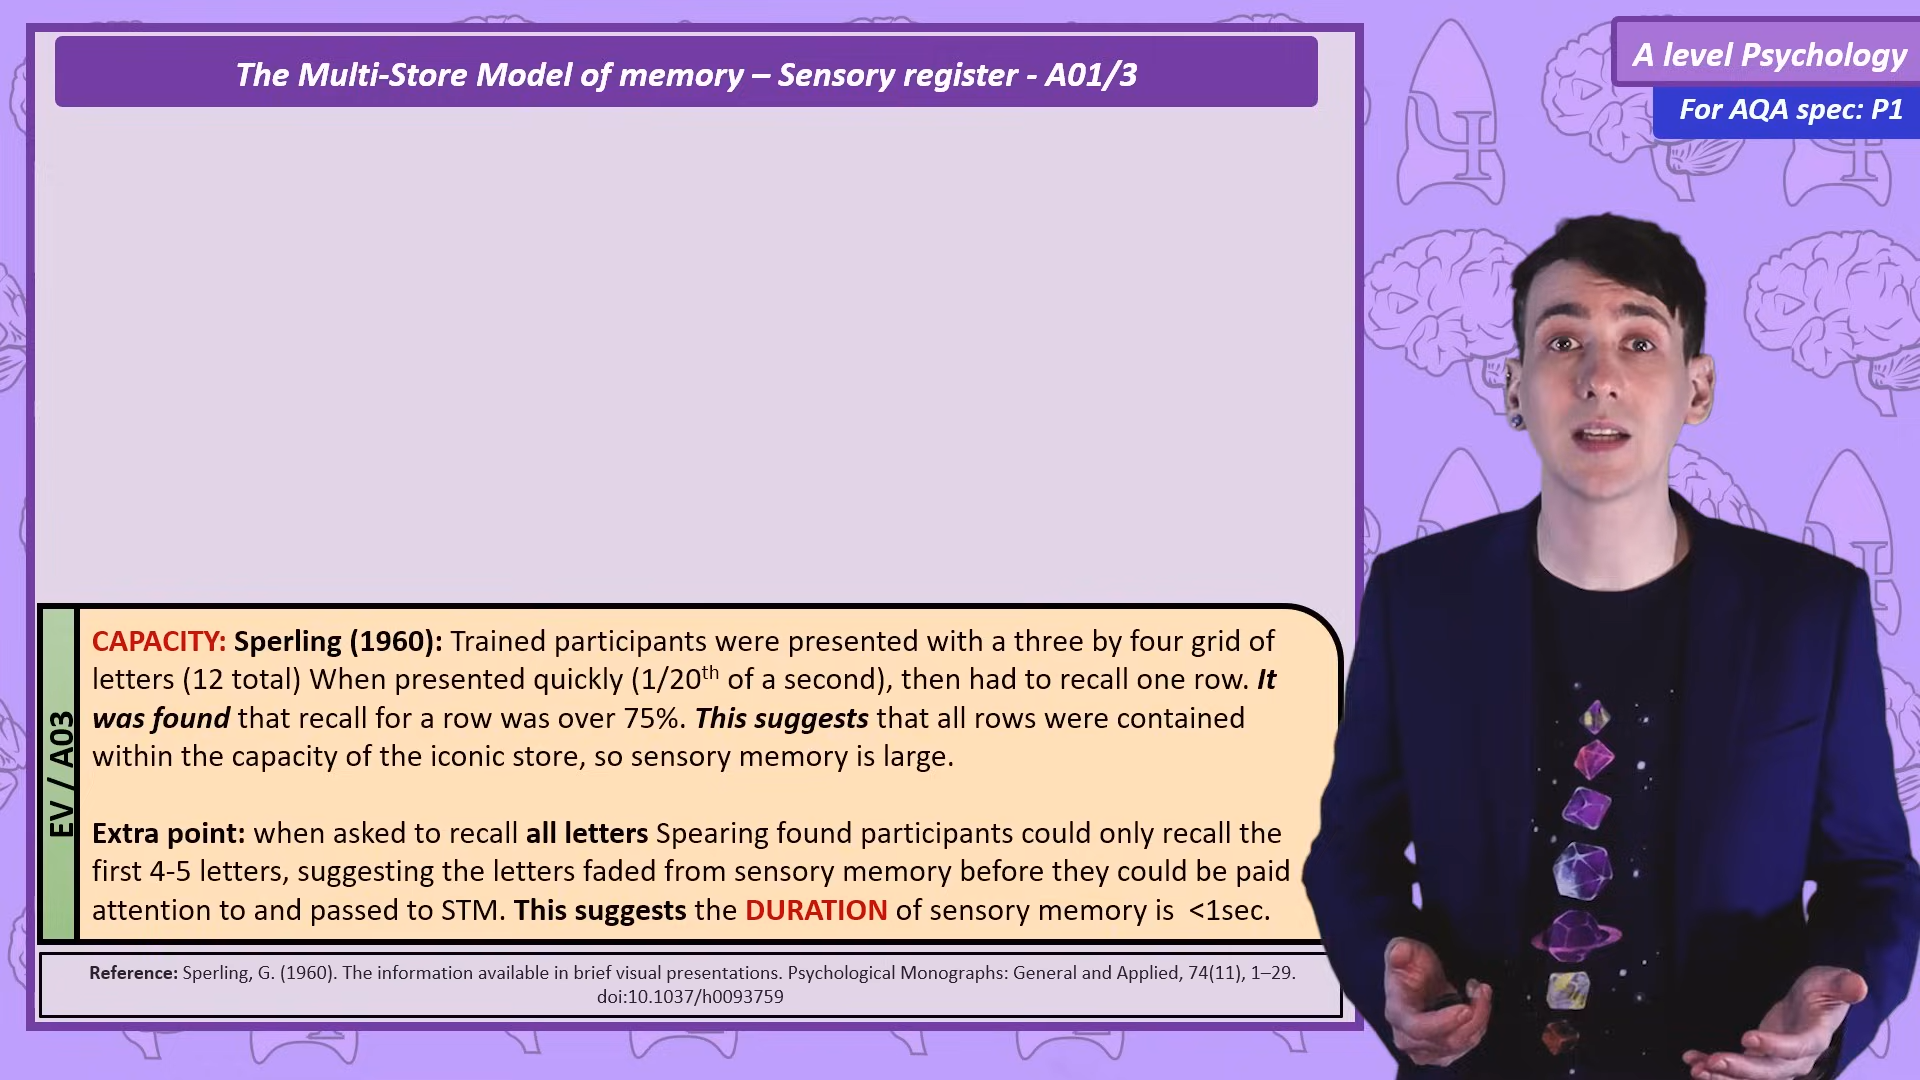 The Multi-Store Model of memory – Sensory register - A01/3
A level Psychology
For AQA spec: P1
EV / A03
CAPACITY: Sperling (1960): Trained participants were presented with a three by four grid of
letters (12 total) When presented quickly (1/20th of a second), then had to recall one row. It
was found that recall for a row was over 75%. This suggests that all rows were contained
within the capacity of the iconic store, so sensory memory is large.
Extra point: when asked to recall all letters Spearing found participants could only recall the
first 4-5 letters, suggesting the letters faded from sensory memory before they could be paid
attention to and passed to STM. This suggests the DURATION of sensory memory is <1sec.
Reference: Sperling, G. (1960). The information available in brief visual presentations. Psychological Monographs: General and Applied, 74(11), 1–29.
doi:10.1037/h0093759